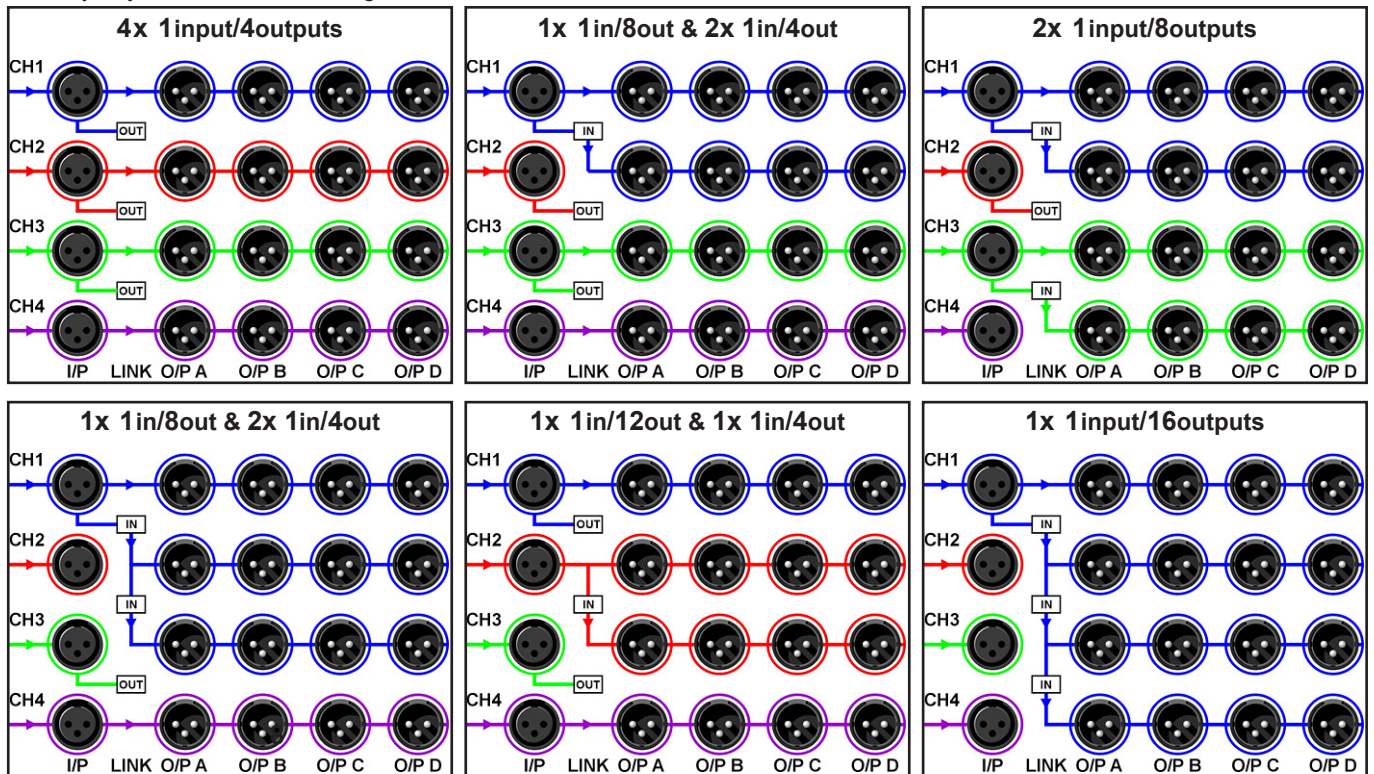 4x 1input/4outputs
CH1
OUT
CH2
OUT
CH3
OUT
CH4
I/P LINK O/P A O/P B O/P C O/P D
1x 1in/8out & 2x 1in/4out
CH1
IN
CH2
OUT
CH3
OUT
CH4
I/P LINK O/P A O/P B O/P C O/P D
2x 1input/8outputs
CH1
IN
CH2
OUT
CH3
IN
CH4
I/P LINK O/P A O/P B O/P C O/P D
1x 1in/8out & 2x 1in/4out
CH1
IN
CH2
IN
CH3
OUT
CH4
I/P LINK O/P A O/P B O/P C O/P D
1x 1in/12out & 1x 1in/4out
CH1
OUT
CH2
IN
CH3
OUT
CH4
I/P LINK O/P A O/P B O/P C O/P D
1x 1input/16outputs
CH1
IN
CH2
IN
CH3
IN
CH4
I/P LINK O/P A O/P B O/P C O/P D